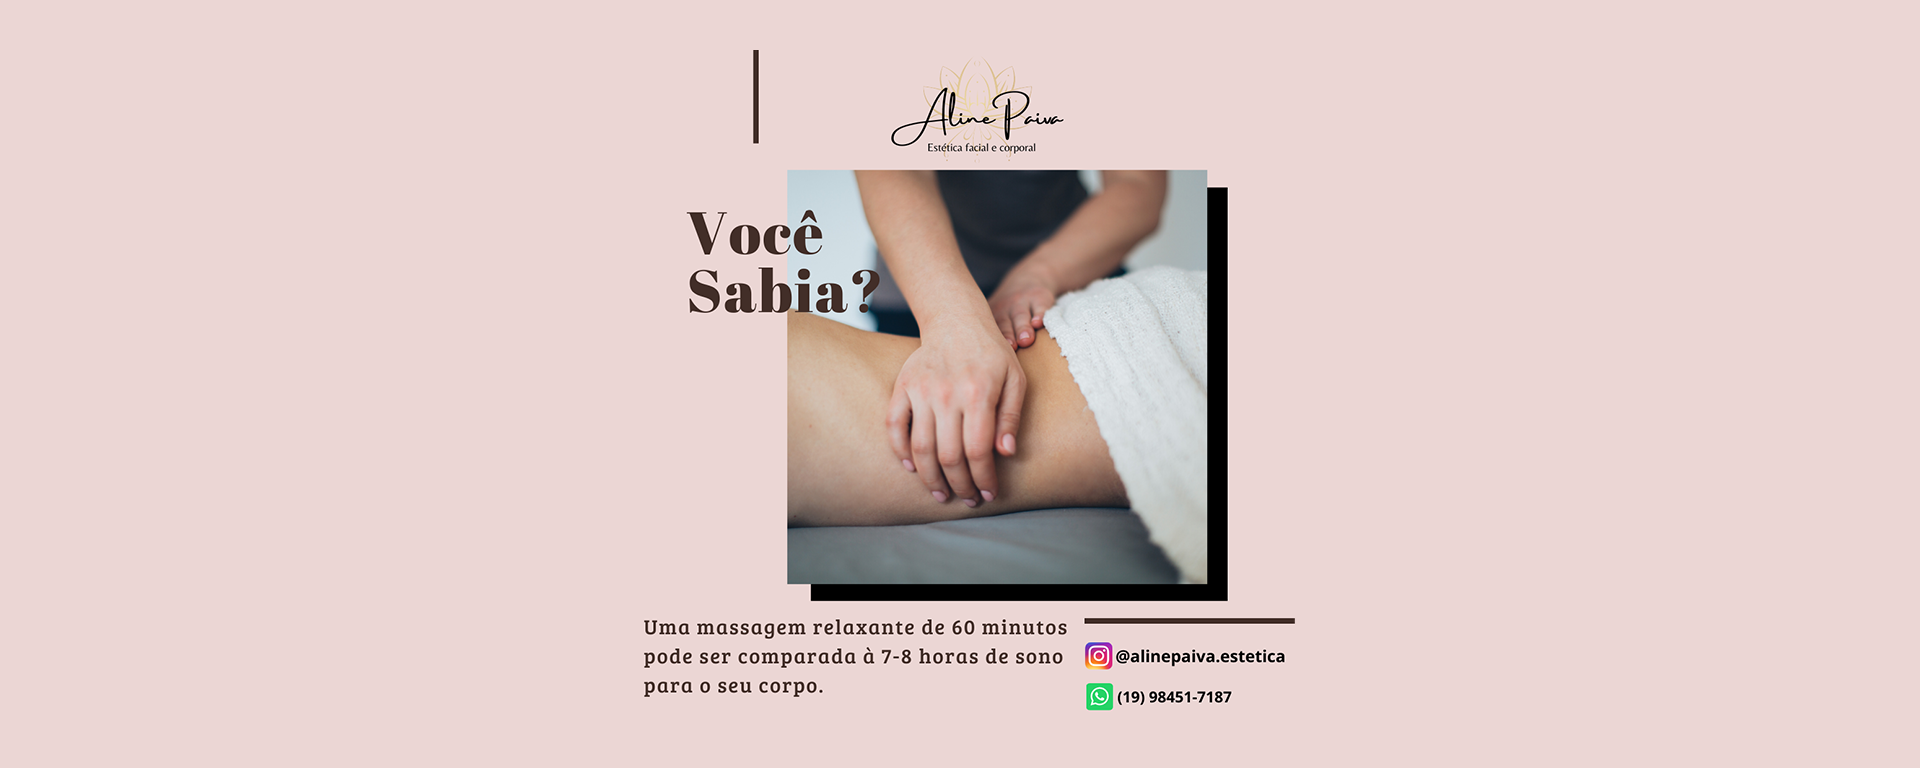 Aline Paiva
Estética facial e corporal
Você
Sabia?
Uma massagem relaxante de 60 minutos
pode ser comparada à 7-8 horas de sono
para o seu corpo.
@alinepaiva.estetica
(19) 98451-7187